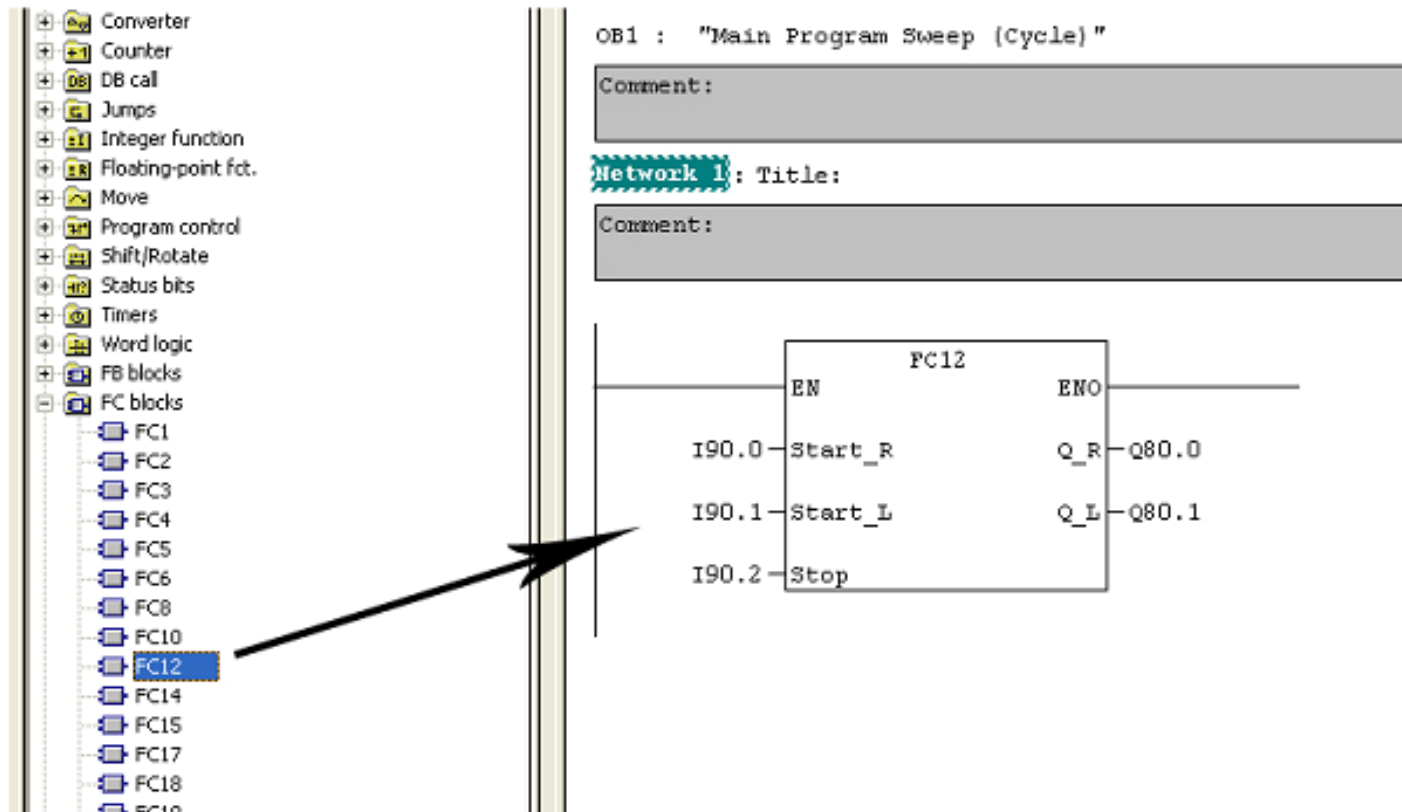 Converter
Counter
DB call
Jumps
Integer function
Floating-point fct.
Move
Program control
Shift/Rotate
Status bits
Timers
Word logic
FB blocks
FC blocks
FC1
FC2
FC3
FC4
FC5
FC6
FC8
FC10
FC12
FC14
FC15
FC17
FC18
OB1 : "Main Program Sweep (Cycle)"
Comment:
Network 1: Title:
Comment:
FC12
EN ENO
I90.0 Start_R Q_R Q80.0
I90.1 Start_L Q_L Q80.1
I90.2 Stop